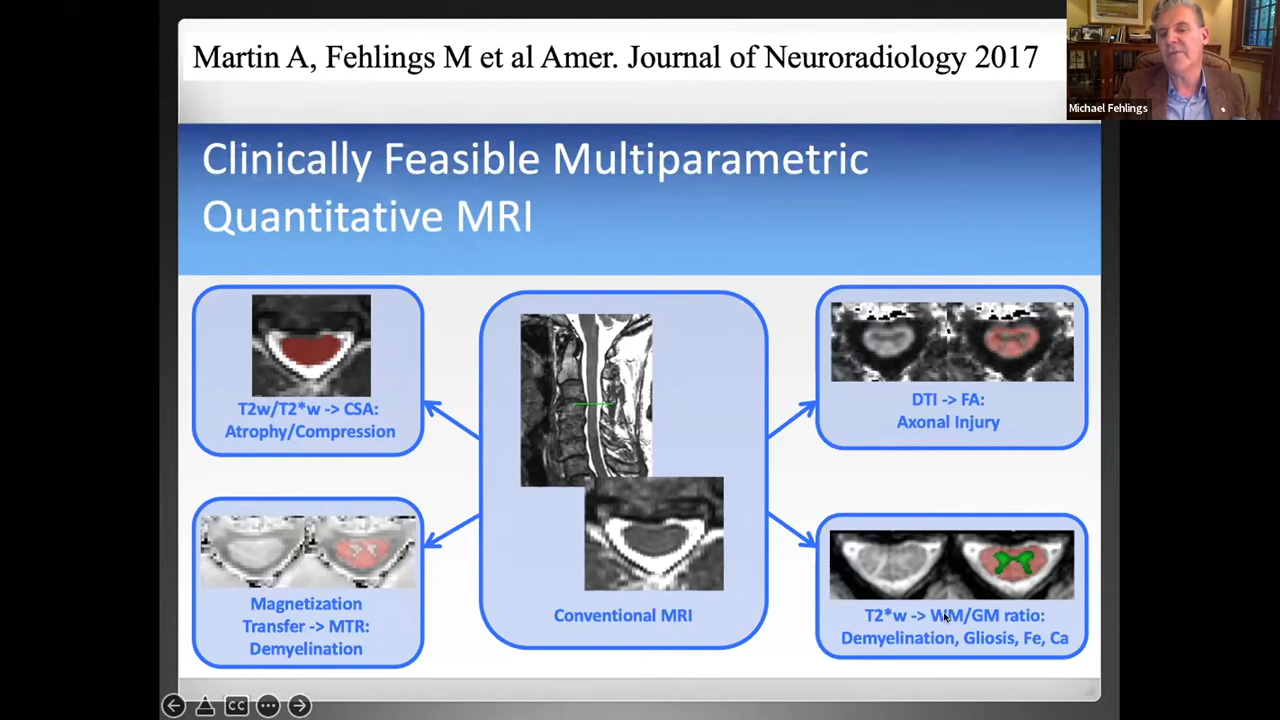 Martin A, Fehlings M et al Amer. Journal of Neuroradiology 2017
Michael Fehlings
Clinically Feasible Multiparametric
Quantitative MRI
T2w/T2*w -> CSA:
Atrophy/Compression
DTI -> FA:
Axonal Injury
Magnetization
Transfer -> MTR:
Demyelination
Conventional MRI
T2*w -> WM/GM ratio:
Demyelination, Gliosis, Fe, Ca
CC